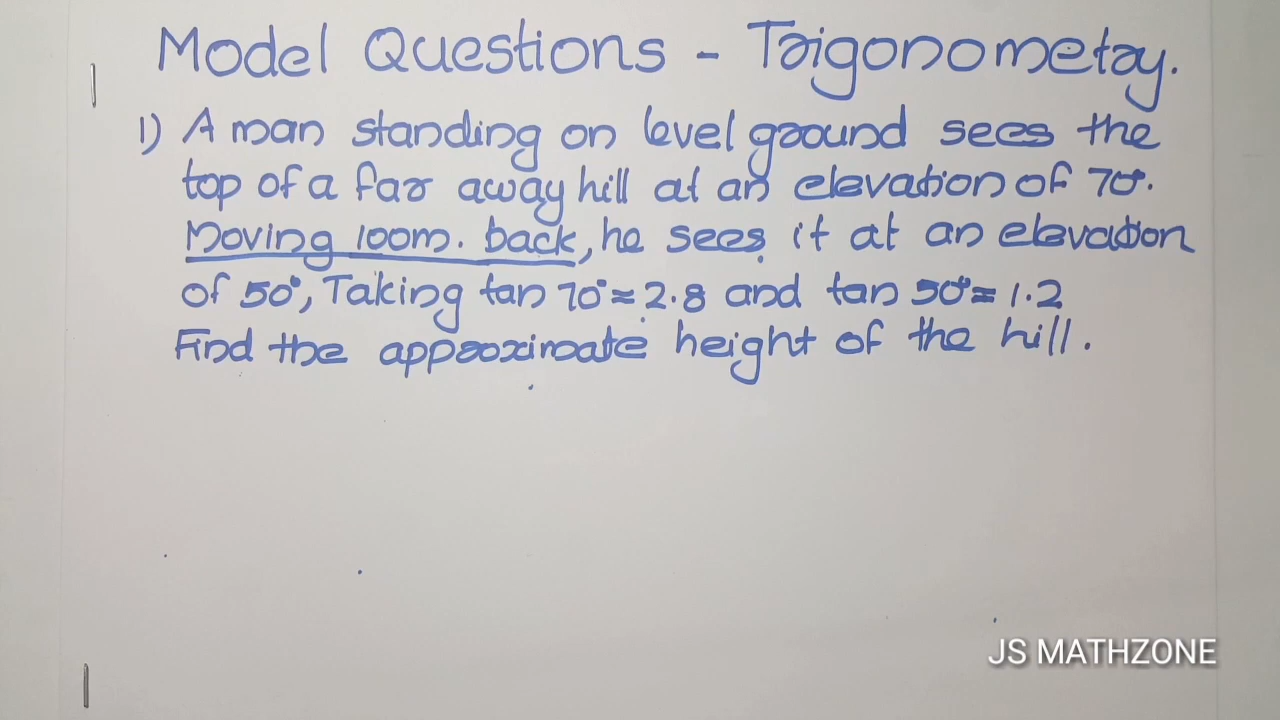 Model Questions - Trigonometry.
1) A man standing on level ground sees the
top of a far away hill at an elevation of 70°.
Moving 100m. back, he sees it at an elevation
of 50°, Taking tan 70° ≈ 2.8 and tan 50° ≈ 1.2
Find the approximate height of the hill.
JS MATHZONE